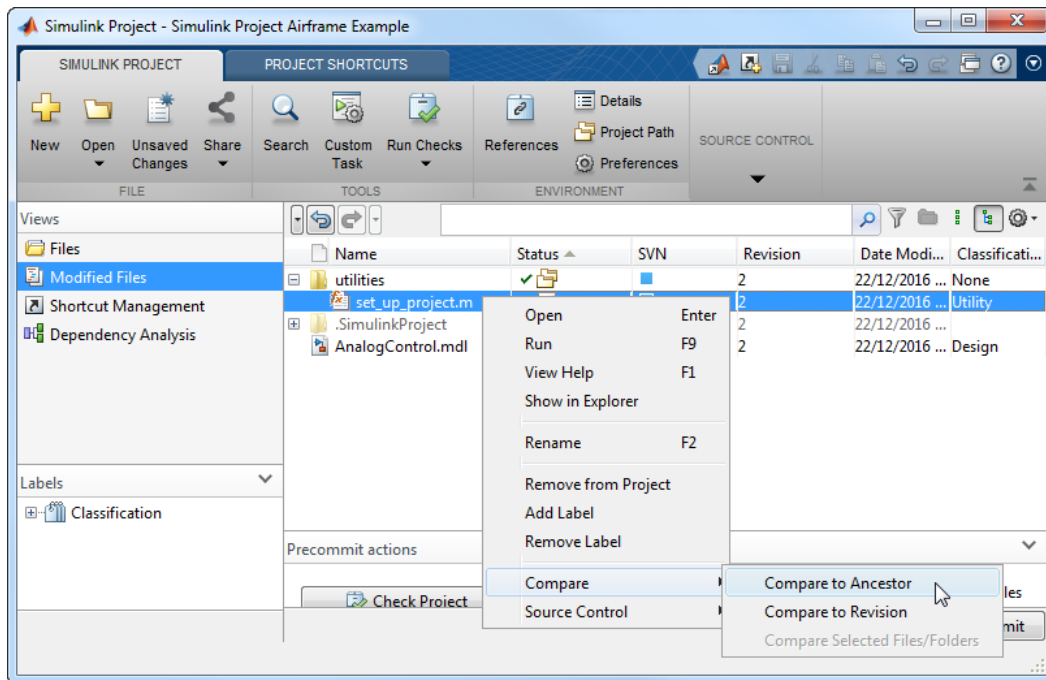 Simulink Project - Simulink Project Airframe Example
SIMULINK PROJECT PROJECT SHORTCUTS
New Open Unsaved Changes Share Search Custom Task Run Checks References
Details
Project Path
Preferences
SOURCE CONTROL
FILE TOOLS ENVIRONMENT
Views
Files
Modified Files
Shortcut Management
Dependency Analysis
Labels
Classification
Name Status SVN Revision Date Modi... Classificati...
utilities 2 22/12/2016 ... None
set_up_project.m 2 22/12/2016 ... Utility
.SimulinkProject 2 22/12/2016 ...
AnalogControl.mdl 2 22/12/2016 ... Design
Open Enter
Run F9
View Help F1
Show in Explorer
Rename F2
Remove from Project
Add Label
Remove Label
Compare
Source Control
Compare to Ancestor
Compare to Revision
Compare Selected Files/Folders
Precommit actions
Check Project
les
mit